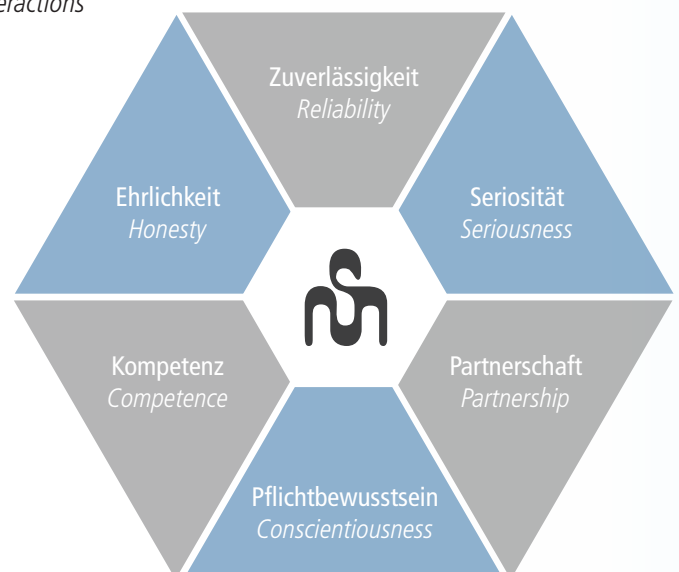 Zuverlässigkeit
Reliability
Ehrlichkeit
Honesty
Seriosität
Seriousness
Kompetenz
Competence
Partnerschaft
Partnership
Pflichtbewusstsein
Conscientiousness